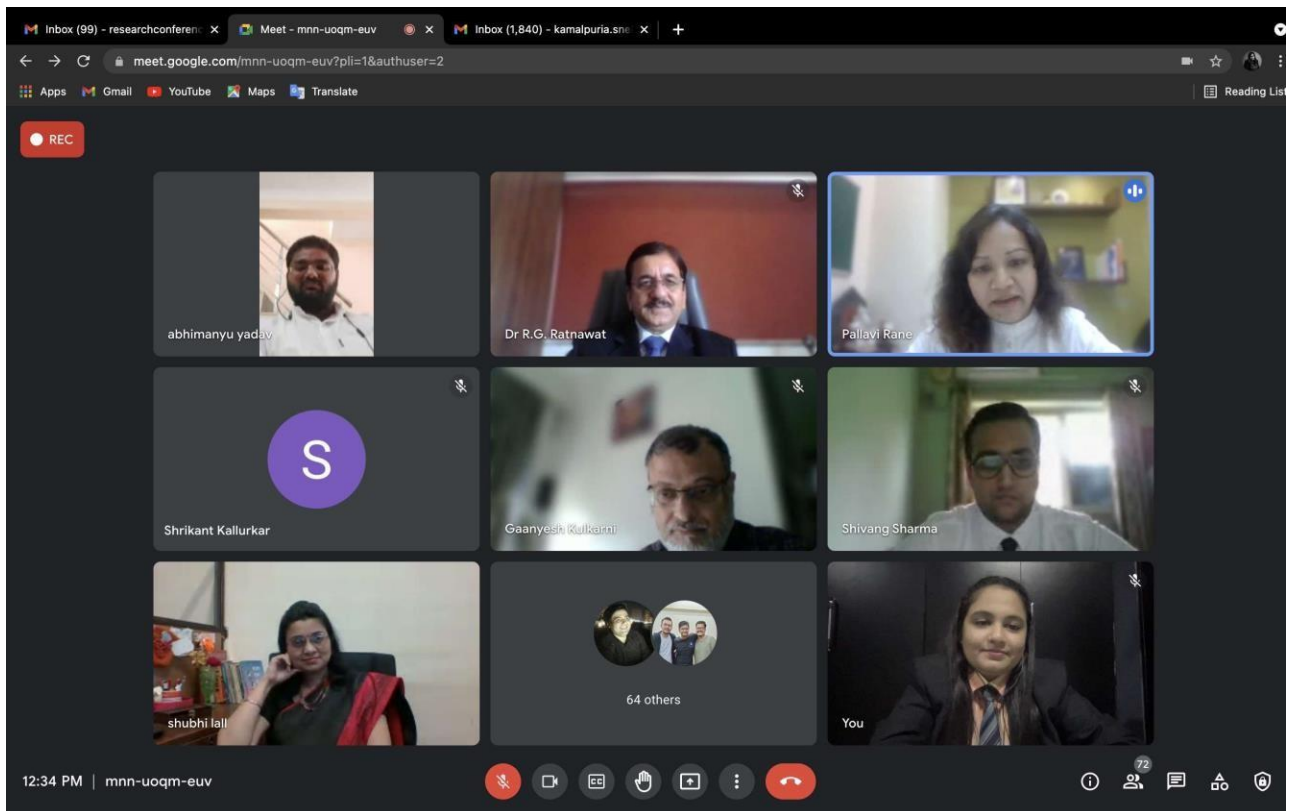 Inbox (99) - researchconferenc
Meet - mnn-uoqm-euv
Inbox (1,840) - kamalpuria.sne
meet.google.com/mnn-uoqm-euv?pli=1&authuser=2
Apps Gmail YouTube Maps Translate Reading List
REC
abhimanyu yadav
Dr R.G. Ratnawat
Pallavi Rane
S
Shrikant Kallurkar
Gaanyesh Kulkarni
Shivang Sharma
shubhi lall
64 others
You
72
12:34 PM | mnn-uoqm-euv
CC